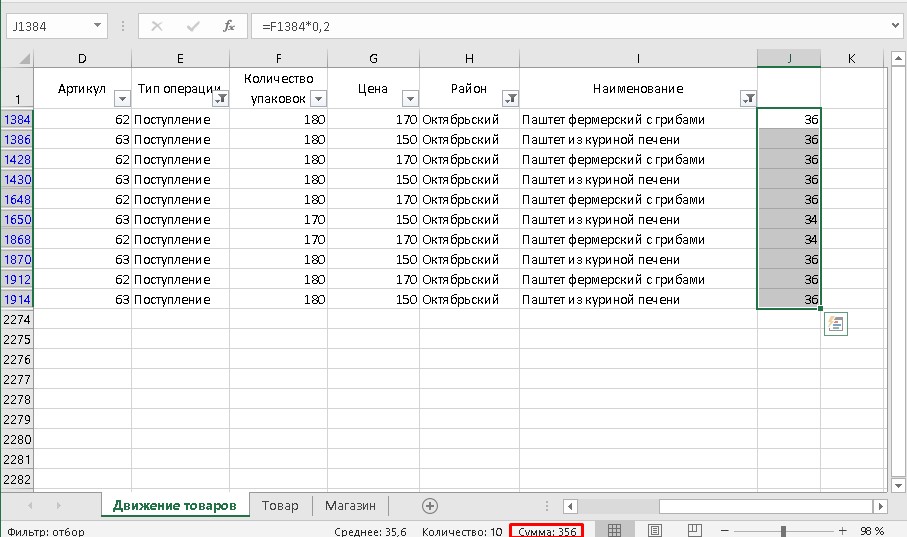 J1384 fx =F1384*0,2
D E F G H I J K
1 Артикул Тип операции Количество упаковок Цена Район Наименование
1384 62 Поступление 180 170 Октябрьский Паштет фермерский с грибами 36
1386 63 Поступление 180 150 Октябрьский Паштет из куриной печени 36
1428 62 Поступление 180 170 Октябрьский Паштет фермерский с грибами 36
1430 63 Поступление 180 150 Октябрьский Паштет из куриной печени 36
1648 62 Поступление 180 170 Октябрьский Паштет фермерский с грибами 36
1650 63 Поступление 170 150 Октябрьский Паштет из куриной печени 34
1868 62 Поступление 170 170 Октябрьский Паштет фермерский с грибами 34
1870 63 Поступление 180 150 Октябрьский Паштет из куриной печени 36
1912 62 Поступление 180 170 Октябрьский Паштет фермерский с грибами 36
1914 63 Поступление 180 150 Октябрьский Паштет из куриной печени 36
2274
2275
2276
2277
2278
2279
2280
2281
2282
Движение товаров Товар Магазин
Фильтр: отбор Среднее: 35,6 Количество: 10 Сумма: 356 98 %